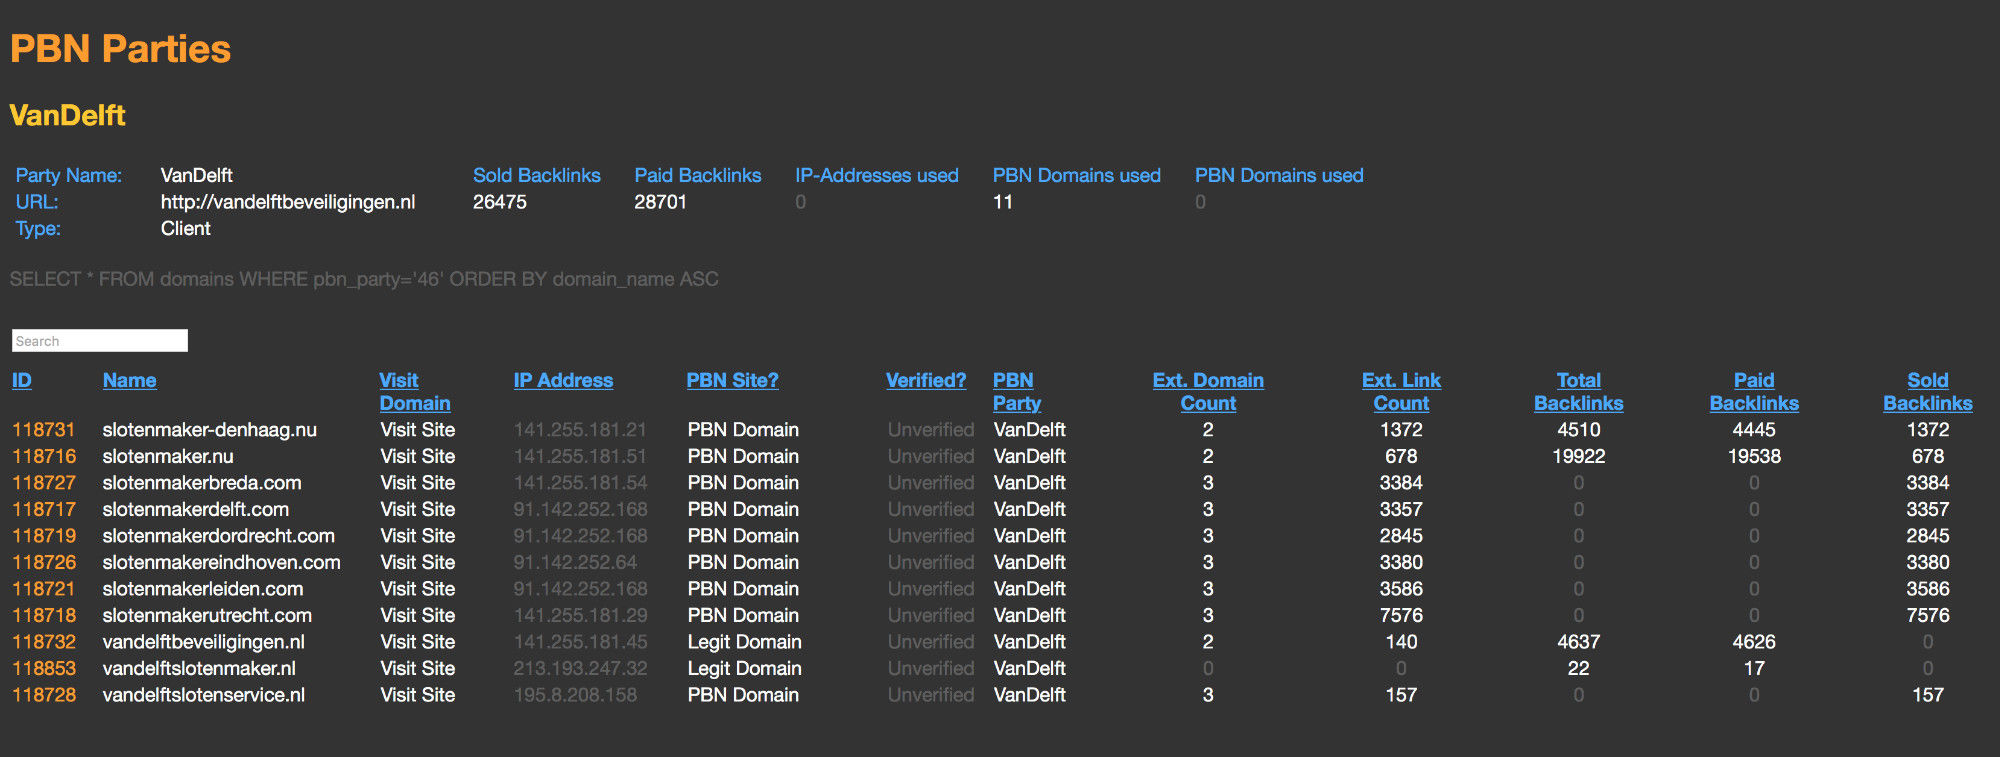 PBN Parties
VanDelft
Party Name: VanDelft Sold Backlinks Paid Backlinks IP-Addresses used PBN Domains used PBN Domains used
URL: http://vandelftbeveiligingen.nl 26475 28701 0 11 0
Type: Client
SELECT * FROM domains WHERE pbn_party='46' ORDER BY domain_name ASC
Search
ID Name Visit Domain IP Address PBN Site? Verified? PBN Party Ext. Domain Count Ext. Link Count Total Backlinks Paid Backlinks Sold Backlinks
118731 slotenmaker-denhaag.nu Visit Site 141.255.181.21 PBN Domain Unverified VanDelft 2 1372 4510 4445 1372
118716 slotenmaker.nu Visit Site 141.255.181.51 PBN Domain Unverified VanDelft 2 678 19922 19538 678
118727 slotenmakerbreda.com Visit Site 141.255.181.54 PBN Domain Unverified VanDelft 3 3384 0 0 3384
118717 slotenmakerdelft.com Visit Site 91.142.252.168 PBN Domain Unverified VanDelft 3 3357 0 0 3357
118719 slotenmakerdordrecht.com Visit Site 91.142.252.168 PBN Domain Unverified VanDelft 3 2845 0 0 2845
118726 slotenmakereindhoven.com Visit Site 91.142.252.64 PBN Domain Unverified VanDelft 3 3380 0 0 3380
118721 slotenmakerleiden.com Visit Site 91.142.252.168 PBN Domain Unverified VanDelft 3 3586 0 0 3586
118718 slotenmakerutrecht.com Visit Site 141.255.181.29 PBN Domain Unverified VanDelft 3 7576 0 0 7576
118732 vandelftbeveiligingen.nl Visit Site 141.255.181.45 Legit Domain Unverified VanDelft 2 140 4637 4626 0
118853 vandelftslotenmaker.nl Visit Site 213.193.247.32 Legit Domain Unverified VanDelft 0 0 22 17 0
118728 vandelftslotenservice.nl Visit Site 195.8.208.158 PBN Domain Unverified VanDelft 3 157 0 0 157